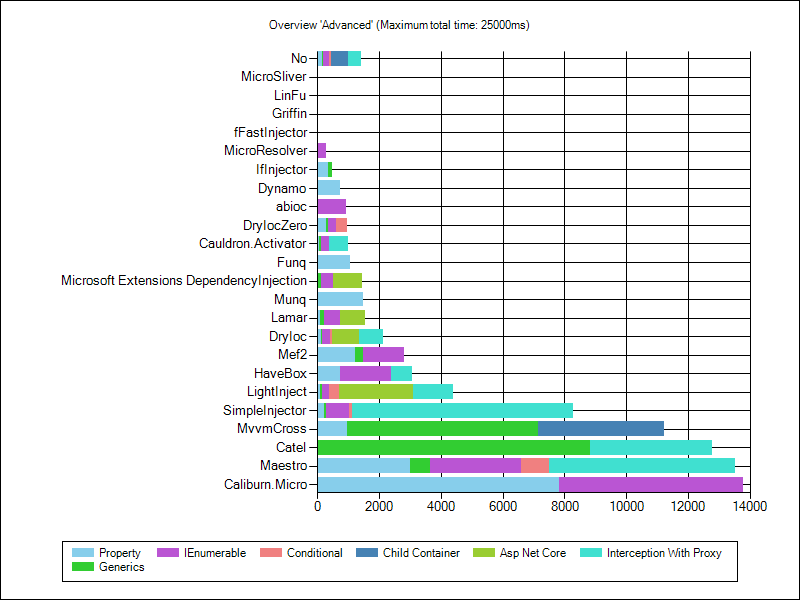 Overview 'Advanced' (Maximum total time: 25000ms)
No
MicroSliver
LinFu
Griffin
fFastInjector
MicroResolver
IfInjector
Dynamo
abioc
DryIocZero
Cauldron.Activator
Funq
Microsoft Extensions DependencyInjection
Munq
Lamar
DryIoc
Mef2
HaveBox
LightInject
SimpleInjector
MvvmCross
Catel
Maestro
Caliburn.Micro
0 2000 4000 6000 8000 10000 12000 14000
Property IEnumerable Conditional Child Container Asp Net Core Interception With Proxy
Generics